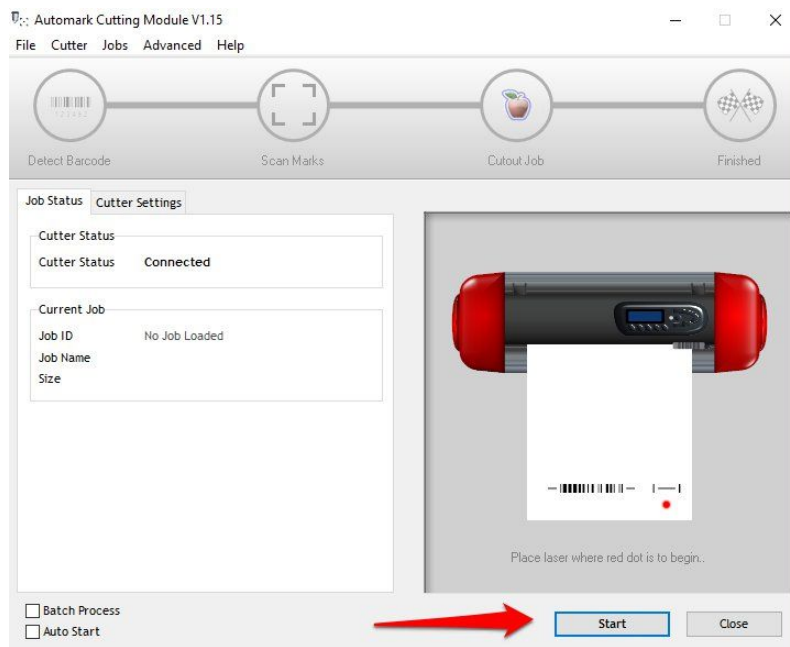 Automark Cutting Module V1.15
File Cutter Jobs Advanced Help
Detect Barcode Scan Marks Cutout Job Finished
Job Status Cutter Settings
Cutter Status
Cutter Status Connected
Current Job
Job ID No Job Loaded
Job Name
Size
Place laser where red dot is to begin..
Batch Process
Auto Start
Start Close